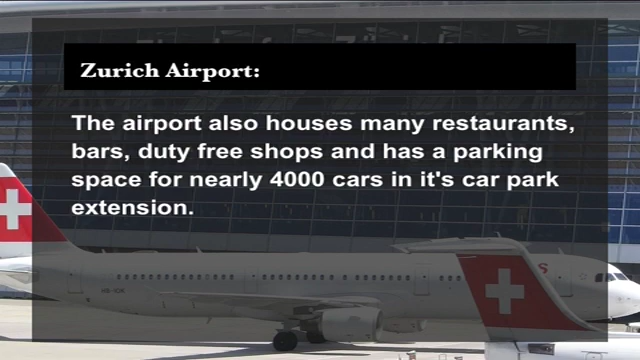 Zurich Airport:
The airport also houses many restaurants,
bars, duty free shops and has a parking
space for nearly 4000 cars in it's car park
extension.